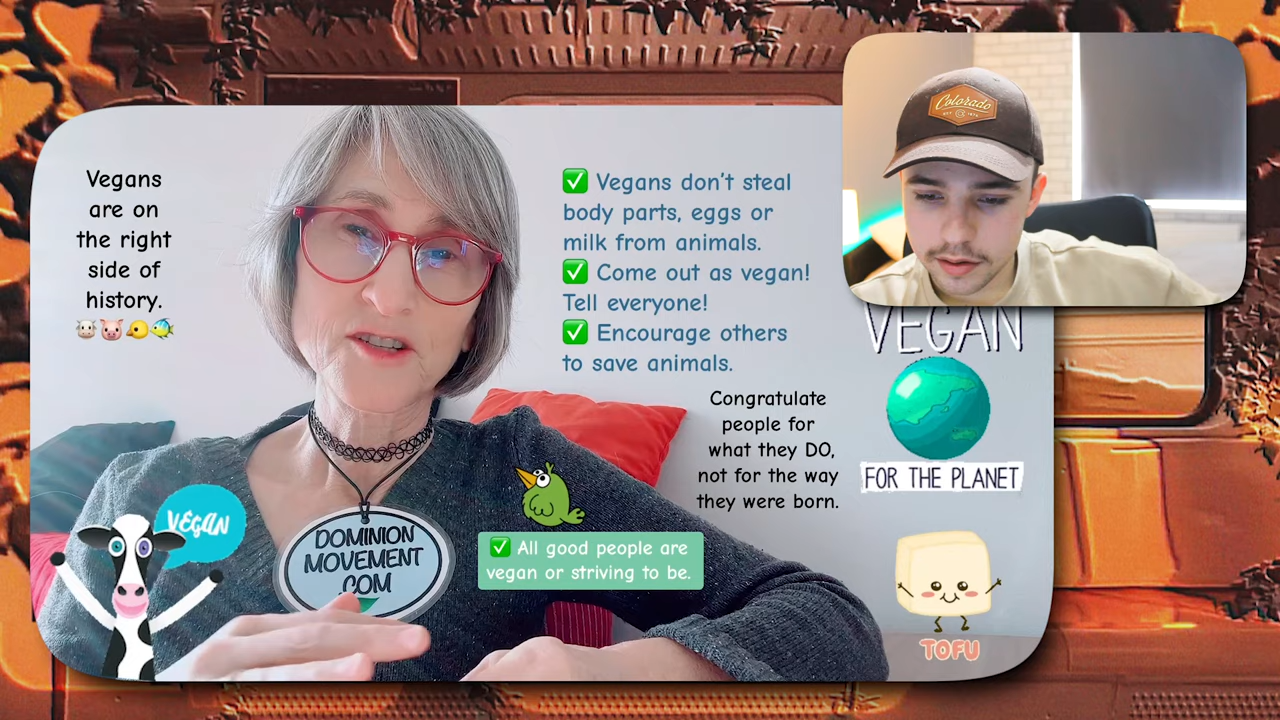 Vegans
are on
the right
side of
history.
✅ Vegans don't steal
body parts, eggs or
milk from animals.
✅ Come out as vegan!
Tell everyone!
✅ Encourage others
to save animals.
Congratulate
people for
what they DO,
not for the way
they were born.
✅ All good people are
vegan or striving to be.
VEGAN
DOMINION
MOVEMENT
.COM
Colorado
VEGAN
FOR THE PLANET
TOFU